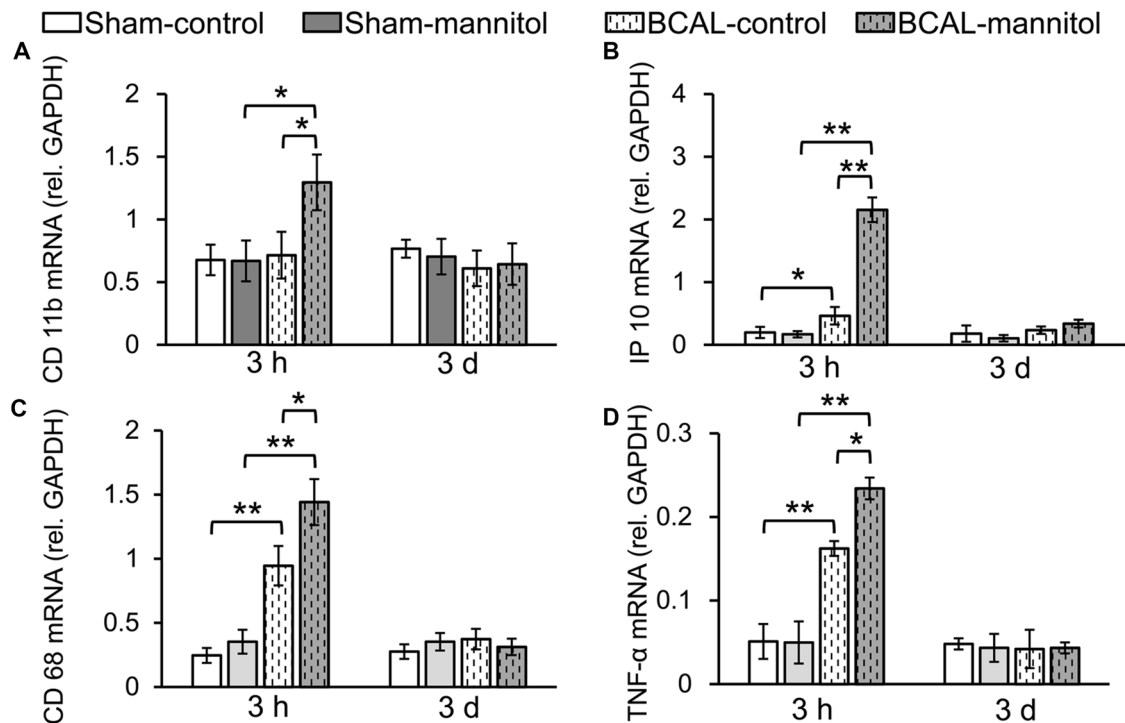 Sham-control Sham-mannitol BCAL-control BCAL-mannitol
A
CD 11b mRNA (rel. GAPDH)
2
1.5
1
0.5
0
*
*
3 h 3 d
B
IP 10 mRNA (rel. GAPDH)
4
3
2
1
0
**
**
*
3 h 3 d
C
CD 68 mRNA (rel. GAPDH)
2
1.5
1
0.5
0
*
**
**
3 h 3 d
D
TNF-α mRNA (rel. GAPDH)
0.3
0.2
0.1
0
**
*
**
3 h 3 d